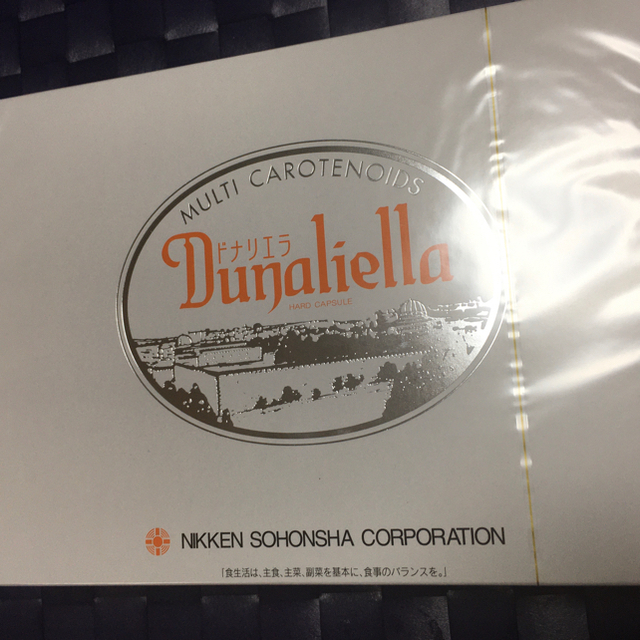 MULTI CAROTENOIDS
ドナリエラ
Dunaliella
HARD CAPSULE
NIKKEN SOHONSHA CORPORATION
「食生活は、主食、主菜、副菜を基本に、食事のバランスを。」